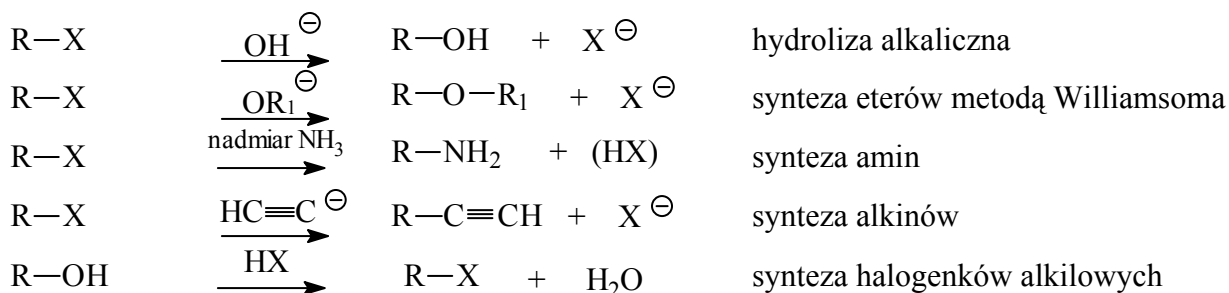 R—X OH⊖ R—OH + X⊖ hydroliza alkaliczna
R—X OR₁⊖ R—O—R₁ + X⊖ synteza eterów metodą Williamsoma
R—X nadmiar NH₃ R—NH₂ + (HX) synteza amin
R—X HC≡C⊖ R—C≡CH + X⊖ synteza alkinów
R—OH HX R—X + H₂O synteza halogenków alkilowych